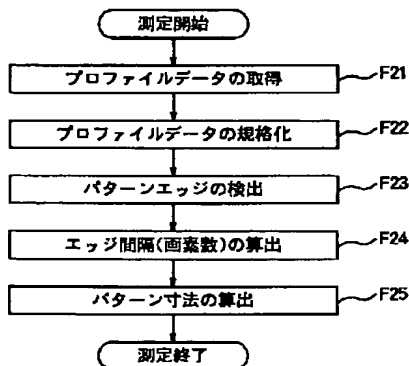 測定開始
プロファイルデータの取得 F21
プロファイルデータの規格化 F22
パターンエッジの検出 F23
エッジ間隔(画素数)の算出 F24
パターン寸法の算出 F25
測定終了